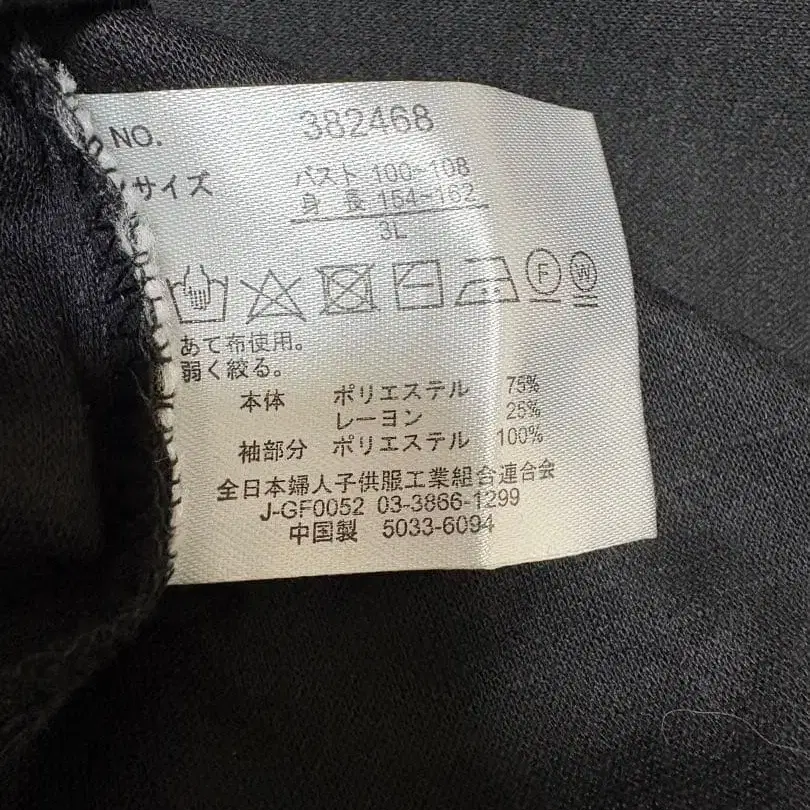 NO. 382468
サイズ バスト 100~108
身 長 154~162
3L
F W
あて布使用。
弱く絞る。
本体 ポリエステル 75%
レーヨン 25%
袖部分 ポリエステル 100%
全日本婦人子供服工業組合連合会
J-GF0052 03-3866-1299
中国製 5033-6094